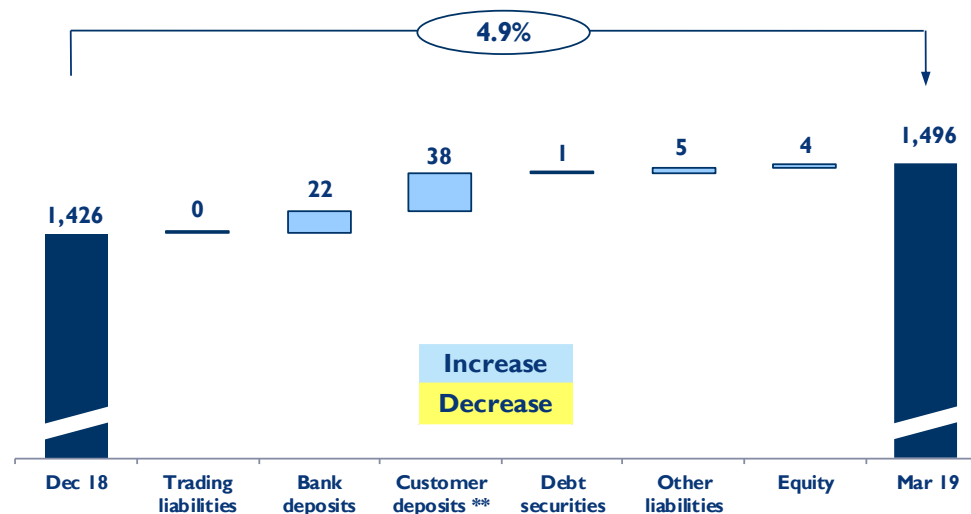 4.9%
1,426
0
22
38
1
5
4
1,496
Increase
Decrease
Dec 18
Trading
liabilities
Bank
deposits
Customer
deposits **
Debt
securities
Other
liabilities
Equity
Mar 19